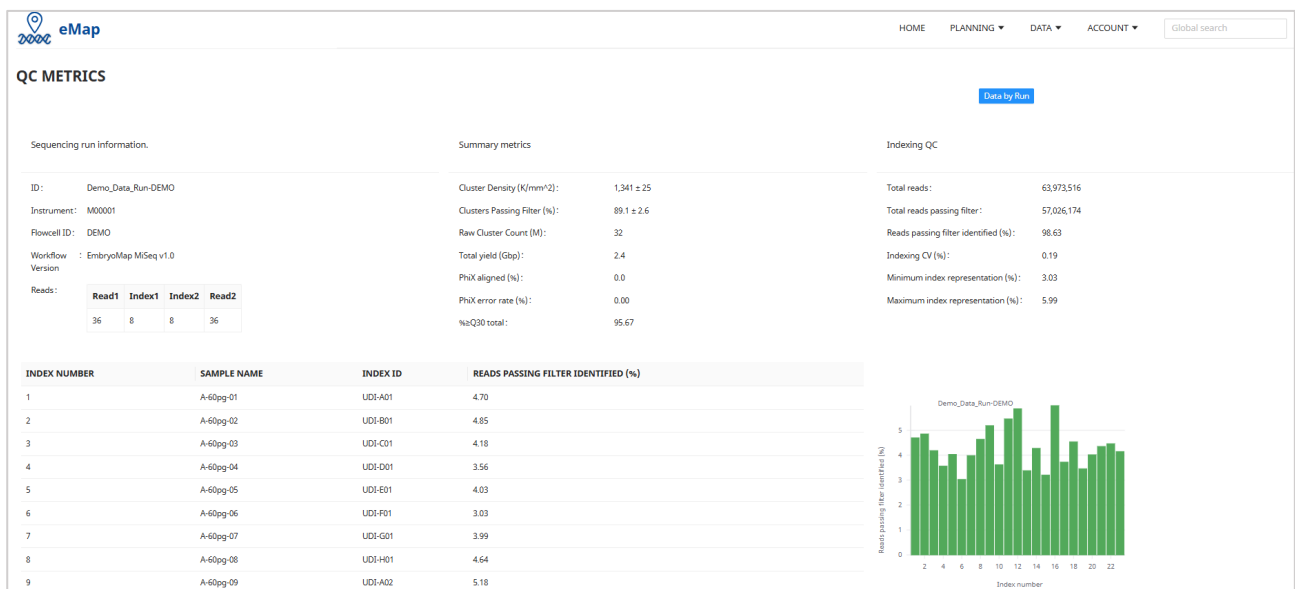 eMap
HOME PLANNING ▼ DATA ▼ ACCOUNT ▼ Global search
QC METRICS
Data by Run
Sequencing run information.
ID : Demo_Data_Run-DEMO
Instrument : M00001
Flowcell ID : DEMO
Workflow Version : EmbryoMap MiSeq v1.0
Reads :
Read1 Index1 Index2 Read2
36 8 8 36
Summary metrics
Cluster Density (K/mm^2) : 1,341 ± 25
Clusters Passing Filter (%) : 89.1 ± 2.6
Raw Cluster Count (M) : 32
Total yield (Gbp) : 2.4
PhiX aligned (%) : 0.0
PhiX error rate (%) : 0.00
%≥Q30 total : 95.67
Indexing QC
Total reads : 63,973,516
Total reads passing filter : 57,026,174
Reads passing filter identified (%) : 98.63
Indexing CV (%) : 0.19
Minimum index representation (%) : 3.03
Maximum index representation (%) : 5.99
INDEX NUMBER SAMPLE NAME INDEX ID READS PASSING FILTER IDENTIFIED (%)
1 A-60pg-01 UDI-A01 4.70
2 A-60pg-02 UDI-B01 4.85
3 A-60pg-03 UDI-C01 4.18
4 A-60pg-04 UDI-D01 3.56
5 A-60pg-05 UDI-E01 4.03
6 A-60pg-06 UDI-F01 3.03
7 A-60pg-07 UDI-G01 3.99
8 A-60pg-08 UDI-H01 4.64
9 A-60pg-09 UDI-A02 5.18
Demo_Data_Run-DEMO
Reads passing filter identified (%)
5
4
3
2
1
0
2 4 6 8 10 12 14 16 18 20 22
Index number